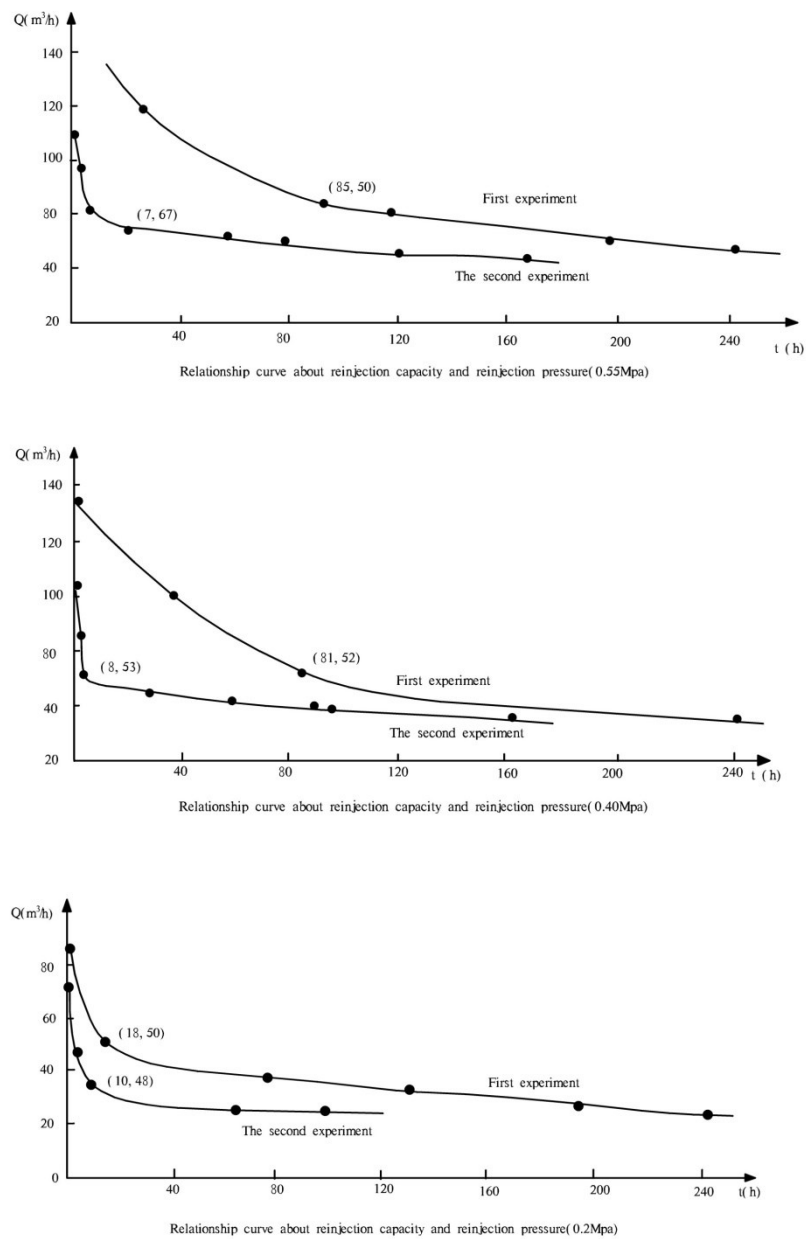 Q(m³/h)
140
120
(85, 50)
100
First experiment
(7, 67)
80
40
The second experiment
20
40 80 120 160 200 240
t (h)
Relationship curve about reinjection capacity and reinjection pressure(0.55Mpa)
Q(m³/h)
140
120
100
80
(8, 53) (81, 52)
First experiment
40
The second experiment
20
40 80 120 160 240 t (h)
Relationship curve about reinjection capacity and reinjection pressure(0.40Mpa)
Q(m³/h)
80
60
(18, 50)
40
(10, 48) First experiment
20
The second experiment
0
40 80 120 160 200 240 t(h)
Relationship curve about reinjection capacity and reinjection pressure(0.2Mpa)